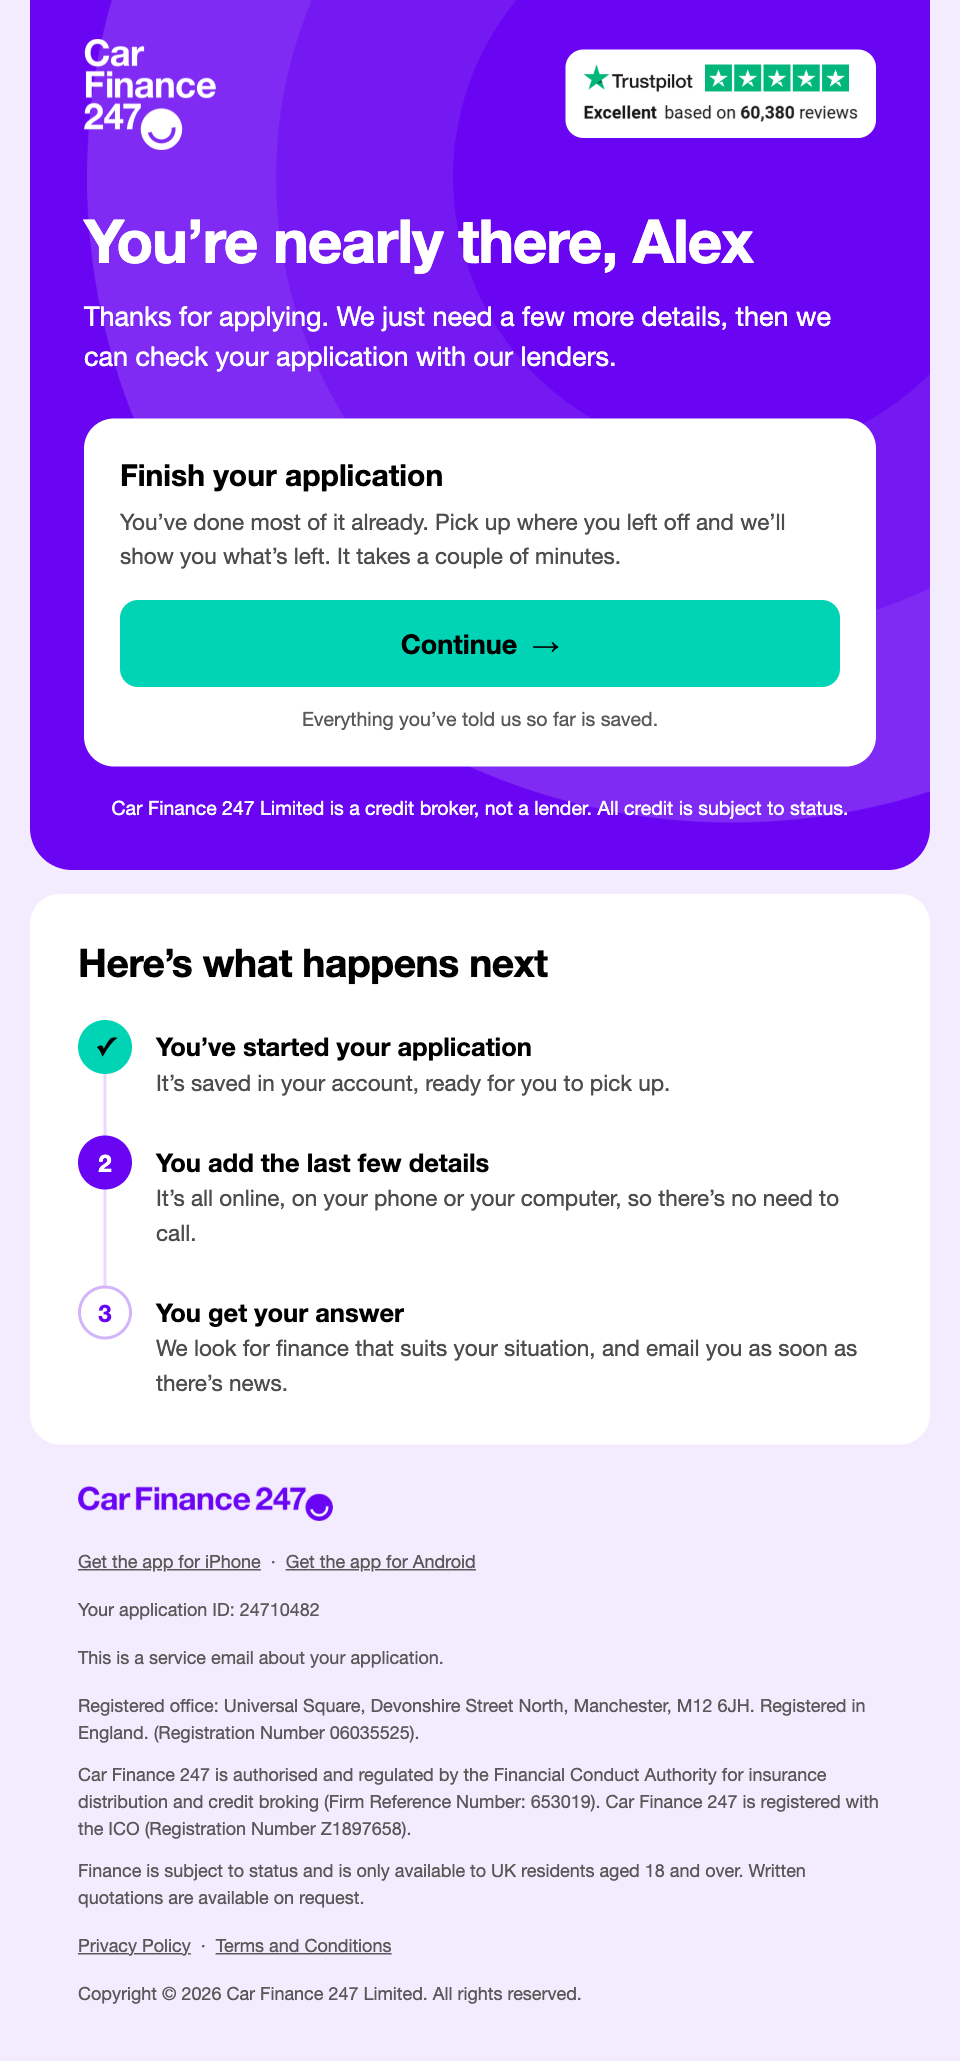 Car
Finance
247
Trustpilot
Excellent based on 60,380 reviews
You’re nearly there, Alex
Thanks for applying. We just need a few more details, then we
can check your application with our lenders.
Finish your application
You’ve done most of it already. Pick up where you left off and we’ll
show you what’s left. It takes a couple of minutes.
Continue →
Everything you’ve told us so far is saved.
Car Finance 247 Limited is a credit broker, not a lender. All credit is subject to status.
Here’s what happens next
✓
You’ve started your application
It’s saved in your account, ready for you to pick up.
2
You add the last few details
It’s all online, on your phone or your computer, so there’s no need to
call.
3
You get your answer
We look for finance that suits your situation, and email you as soon as
there’s news.
Car Finance 247
Get the app for iPhone · Get the app for Android
Your application ID: 24710482
This is a service email about your application.
Registered office: Universal Square, Devonshire Street North, Manchester, M12 6JH. Registered in
England. (Registration Number 06035525).
Car Finance 247 is authorised and regulated by the Financial Conduct Authority for insurance
distribution and credit broking (Firm Reference Number: 653019). Car Finance 247 is registered with
the ICO (Registration Number Z1897658).
Finance is subject to status and is only available to UK residents aged 18 and over. Written
quotations are available on request.
Privacy Policy · Terms and Conditions
Copyright © 2026 Car Finance 247 Limited. All rights reserved.